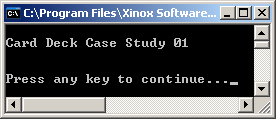 C:\Program Files\Xinox Software...
Card Deck Case Study 01
Press any key to continue..._